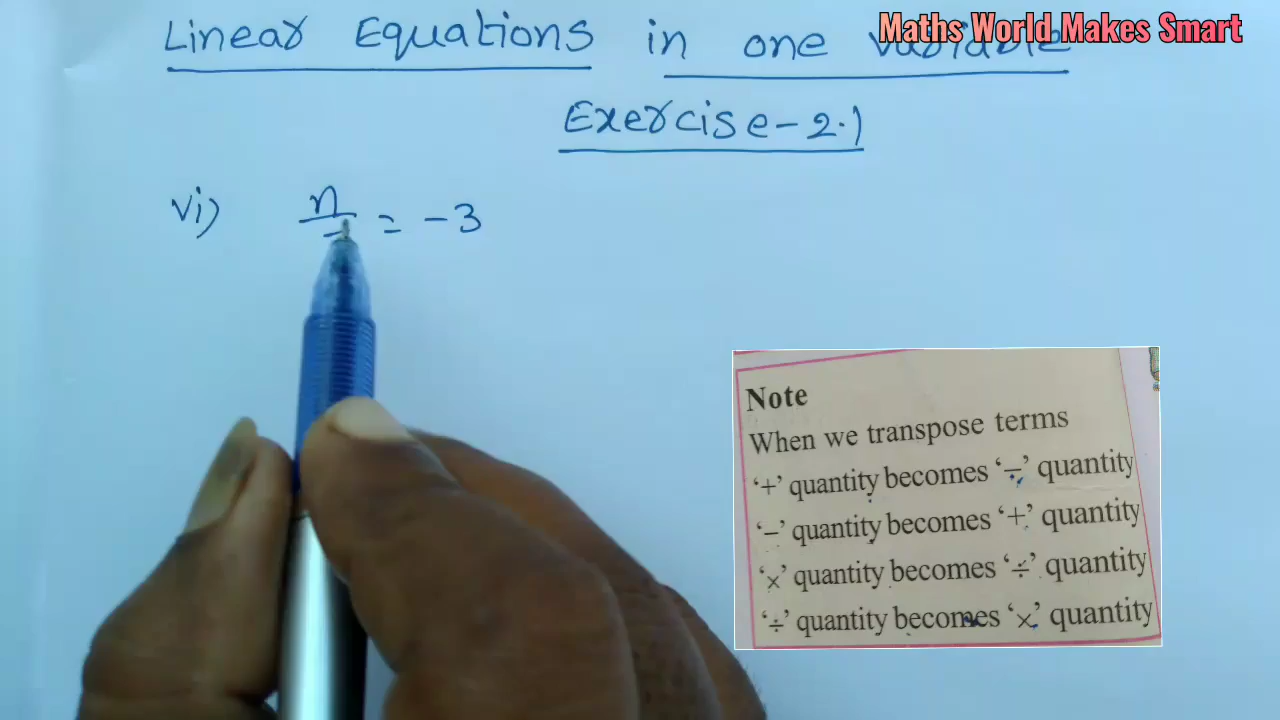 Maths World Makes Smart
Linear Equations in one variable
Exercise-2.1
vi) n/ = -3
Note
When we transpose terms
‘+’ quantity becomes ‘–’ quantity
‘–’ quantity becomes ‘+’ quantity
‘×’ quantity becomes ‘÷’ quantity
‘÷’ quantity becomes ‘×’ quantity